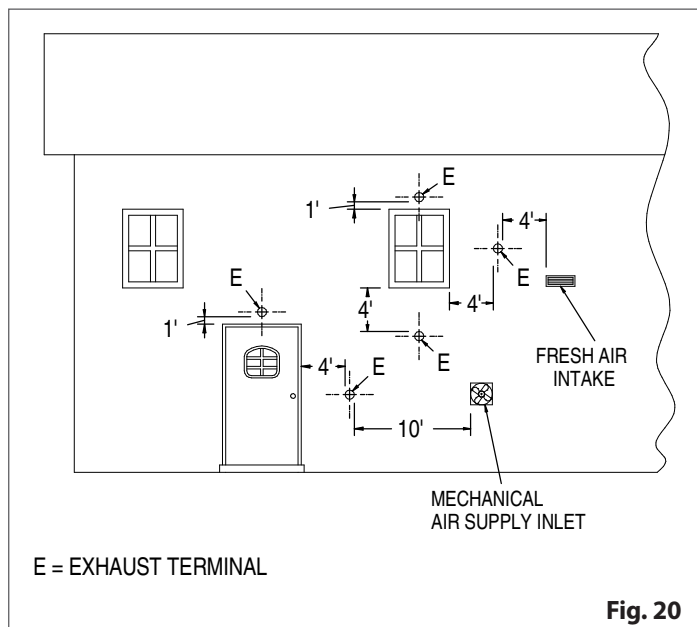 E
1'
4'
E
E
4'
4'
1'
E
FRESH AIR
INTAKE
4'
E
10'
MECHANICAL
AIR SUPPLY INLET
E = EXHAUST TERMINAL
Fig. 20